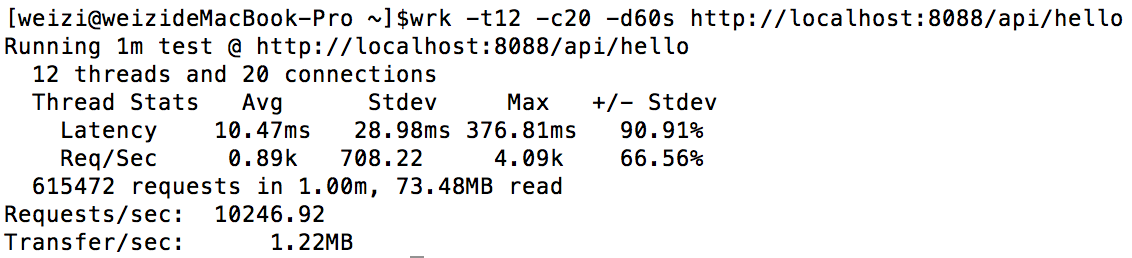 [weizi@weizideMacBook-Pro ~]$wrk -t12 -c20 -d60s http://localhost:8088/api/hello
Running 1m test @ http://localhost:8088/api/hello
  12 threads and 20 connections
  Thread Stats   Avg      Stdev     Max   +/- Stdev
    Latency    10.47ms   28.98ms 376.81ms   90.91%
    Req/Sec     0.89k   708.22     4.09k    66.56%
  615472 requests in 1.00m, 73.48MB read
Requests/sec:  10246.92
Transfer/sec:      1.22MB